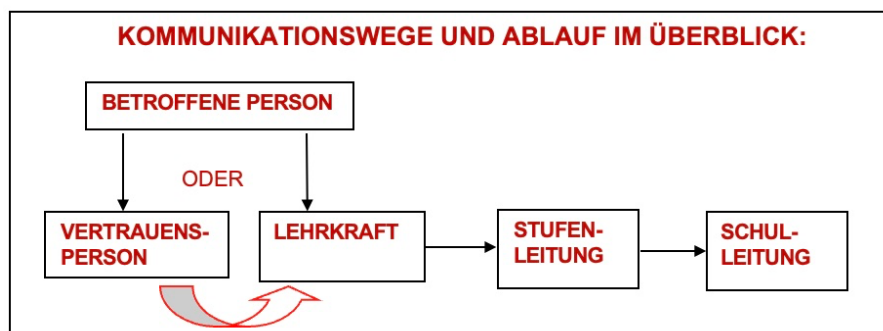 KOMMUNIKATIONSWEGE UND ABLAUF IM ÜBERBLICK:
BETROFFENE PERSON
ODER
VERTRAUENS-
PERSON
LEHRKRAFT
STUFEN-
LEITUNG
SCHUL-
LEITUNG